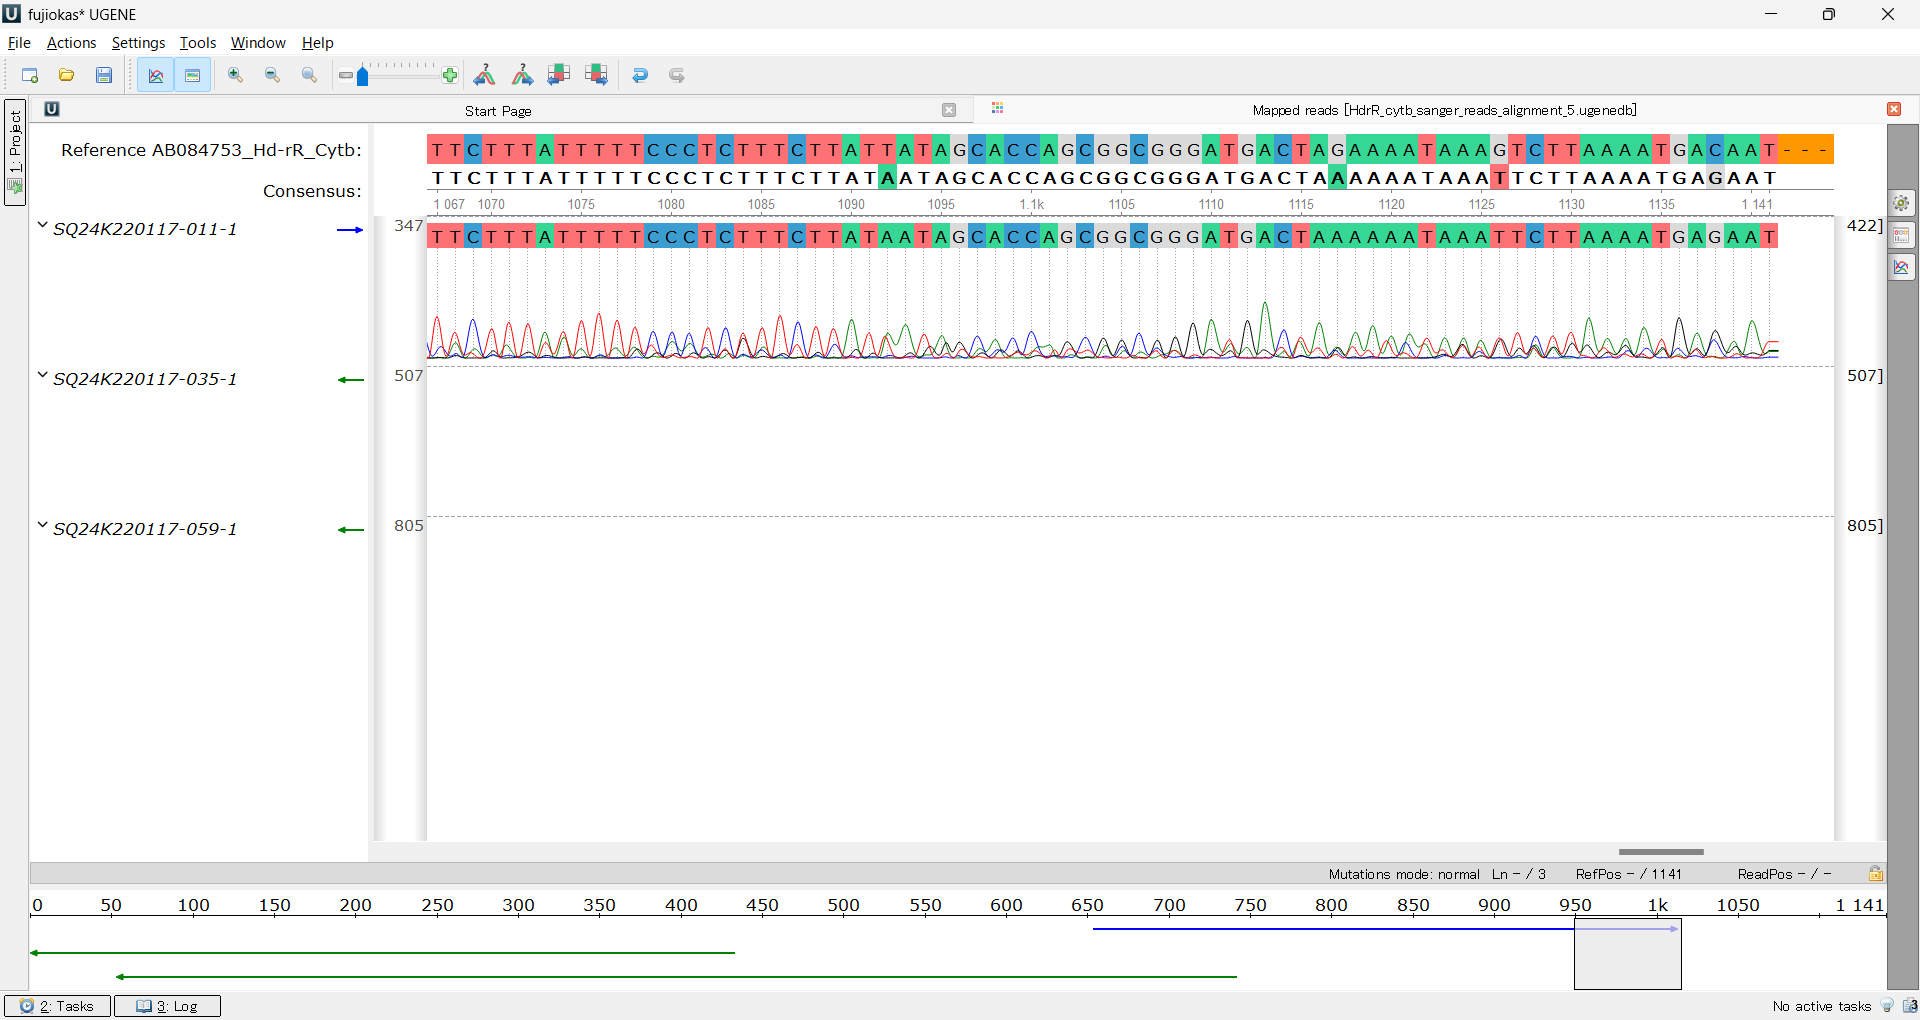 fujiokas* UGENE
File Actions Settings Tools Window Help
1: Project
Start Page
Mapped reads [HdrR_cytb_sanger_reads_alignment_5.ugenedb]
Reference AB084753_Hd-rR_Cytb:
TTCTTTATTTTTCCCTCTTTCTTATTATAGCACCAGCGGCGGGATGACTAGAAAATAAAGTCTTAAAATGACAAT---
Consensus:
TTCTTTATTTTTCCCTCTTTCTTATAATAGCACCAGCGGCGGGATGACTAAAAAATAAATTCTTAAAATGAGAAT
1 067 1070 1075 1080 1085 1090 1095 1.1k 1105 1110 1115 1120 1125 1130 1135 1 141
SQ24K220117-011-1
347
TTCTTTATTTTTCCCTCTTTCTTATAATAGCACCAGCGGCGGGATGACTAAAAAATAAATTCTTAAAATGAGAAT
422]
SQ24K220117-035-1
507
507]
SQ24K220117-059-1
805
805]
Mutations mode: normal Ln - / 3 RefPos - / 1141 ReadPos - / -
0 50 100 150 200 250 300 350 400 450 500 550 600 650 700 750 800 850 900 950 1k 1050 1 141
2: Tasks
3: Log
No active tasks
3